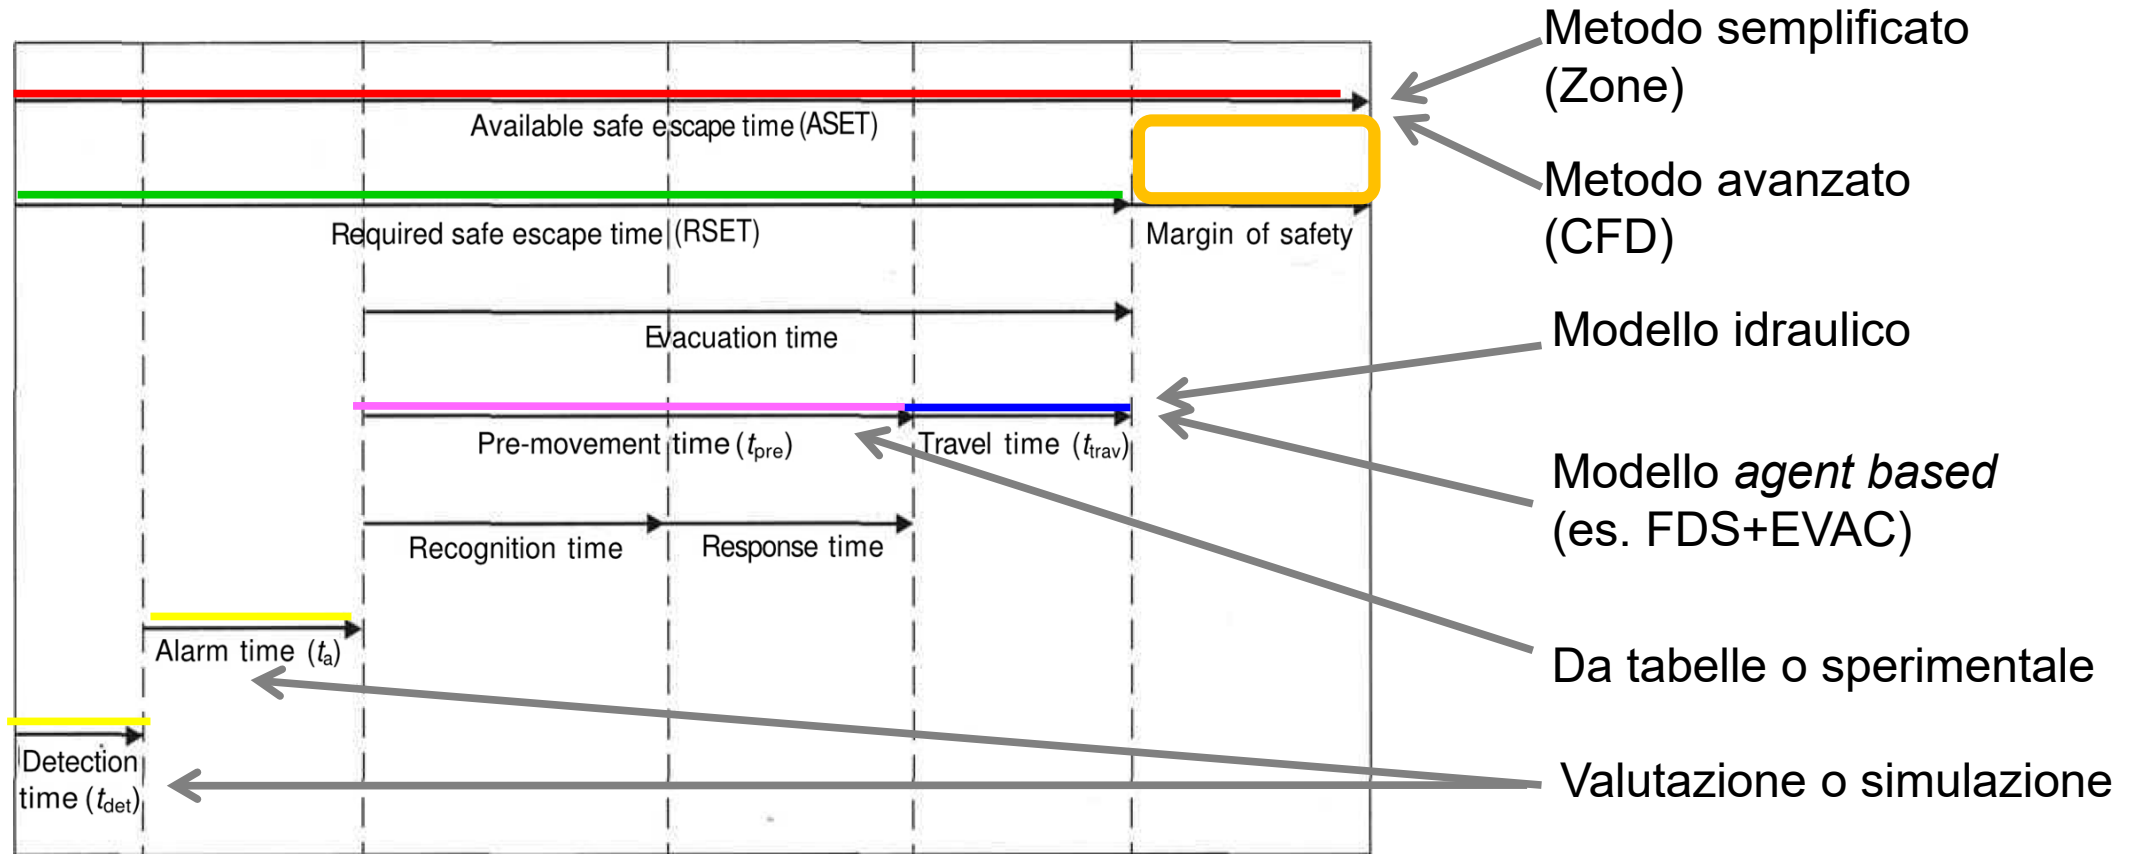 Metodo semplificato
(Zone)
Available safe escape time (ASET)
Metodo avanzato
(CFD)
Required safe escape time (RSET)
Margin of safety
Modello idraulico
Evacuation time
Pre-movement time (tpre)
Travel time (ttrav)
Modello agent based
(es. FDS+EVAC)
Recognition time
Response time
Alarm time (ta)
Da tabelle o sperimentale
Detection
time (tdet)
Valutazione o simulazione